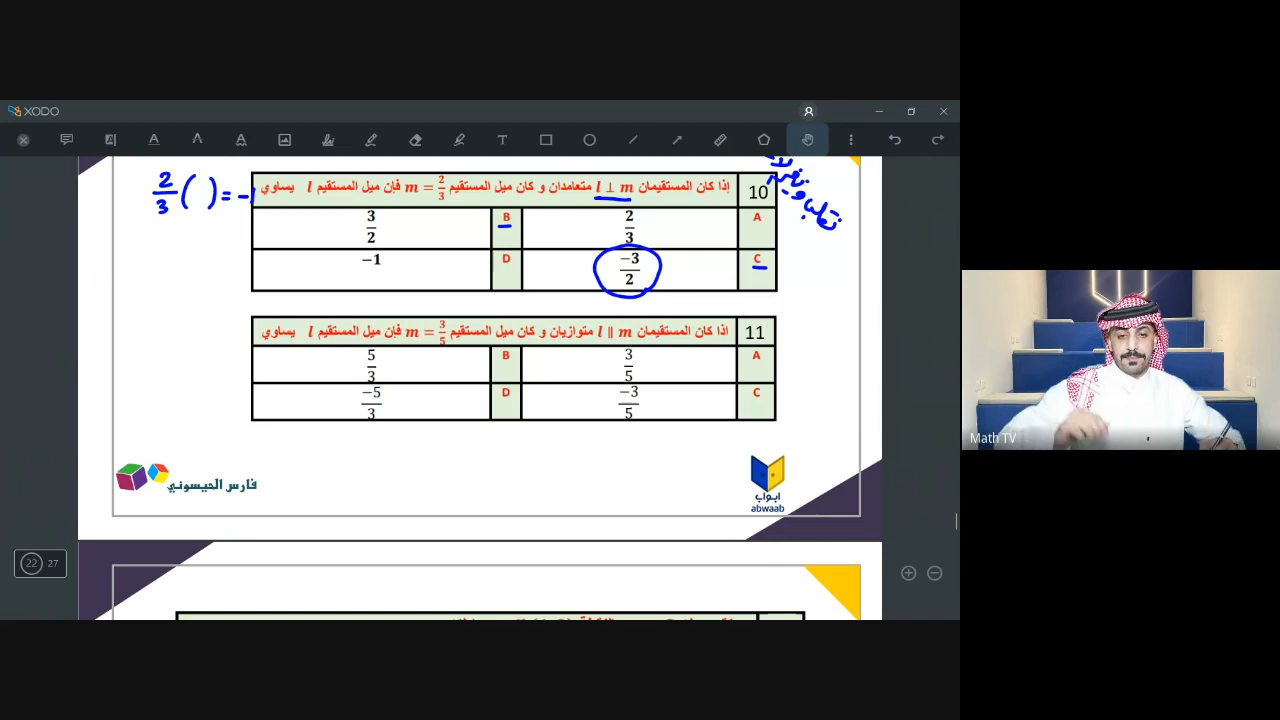 XODO
2/3 ( ) = -1
10 إذا كان المستقيمان l ⊥ m متعامدان و كان ميل المستقيم m = 2/3 فإن ميل المستقيم l يساوي
A 2/3 B 3/2
C -3/2 D -1
11 اذا كان المستقيمان l ∥ m متوازيان و كان ميل المستقيم m = 3/5 فإن ميل المستقيم l يساوي
A 3/5 B 5/3
C -3/5 D -5/3
فارس الحيسوني
ابواب
abwaab
22 27
Math TV